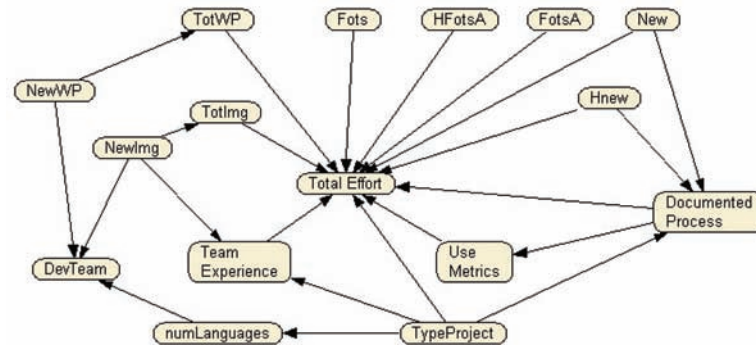 TotWP
Fots
HFotsA
FotsA
New
NewWP
Hnew
TotImg
NewImg
Total Effort
Documented
Process
Team
Experience
Use
Metrics
DevTeam
numLanguages
TypeProject